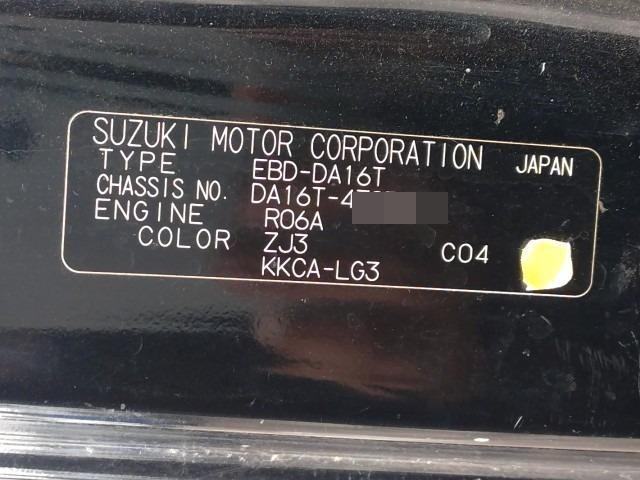 SUZUKI MOTOR CORPORATION JAPAN
TYPE EBD-DA16T
CHASSIS NO. DA16T-4
ENGINE R06A
COLOR ZJ3 C04
KKCA-LG3